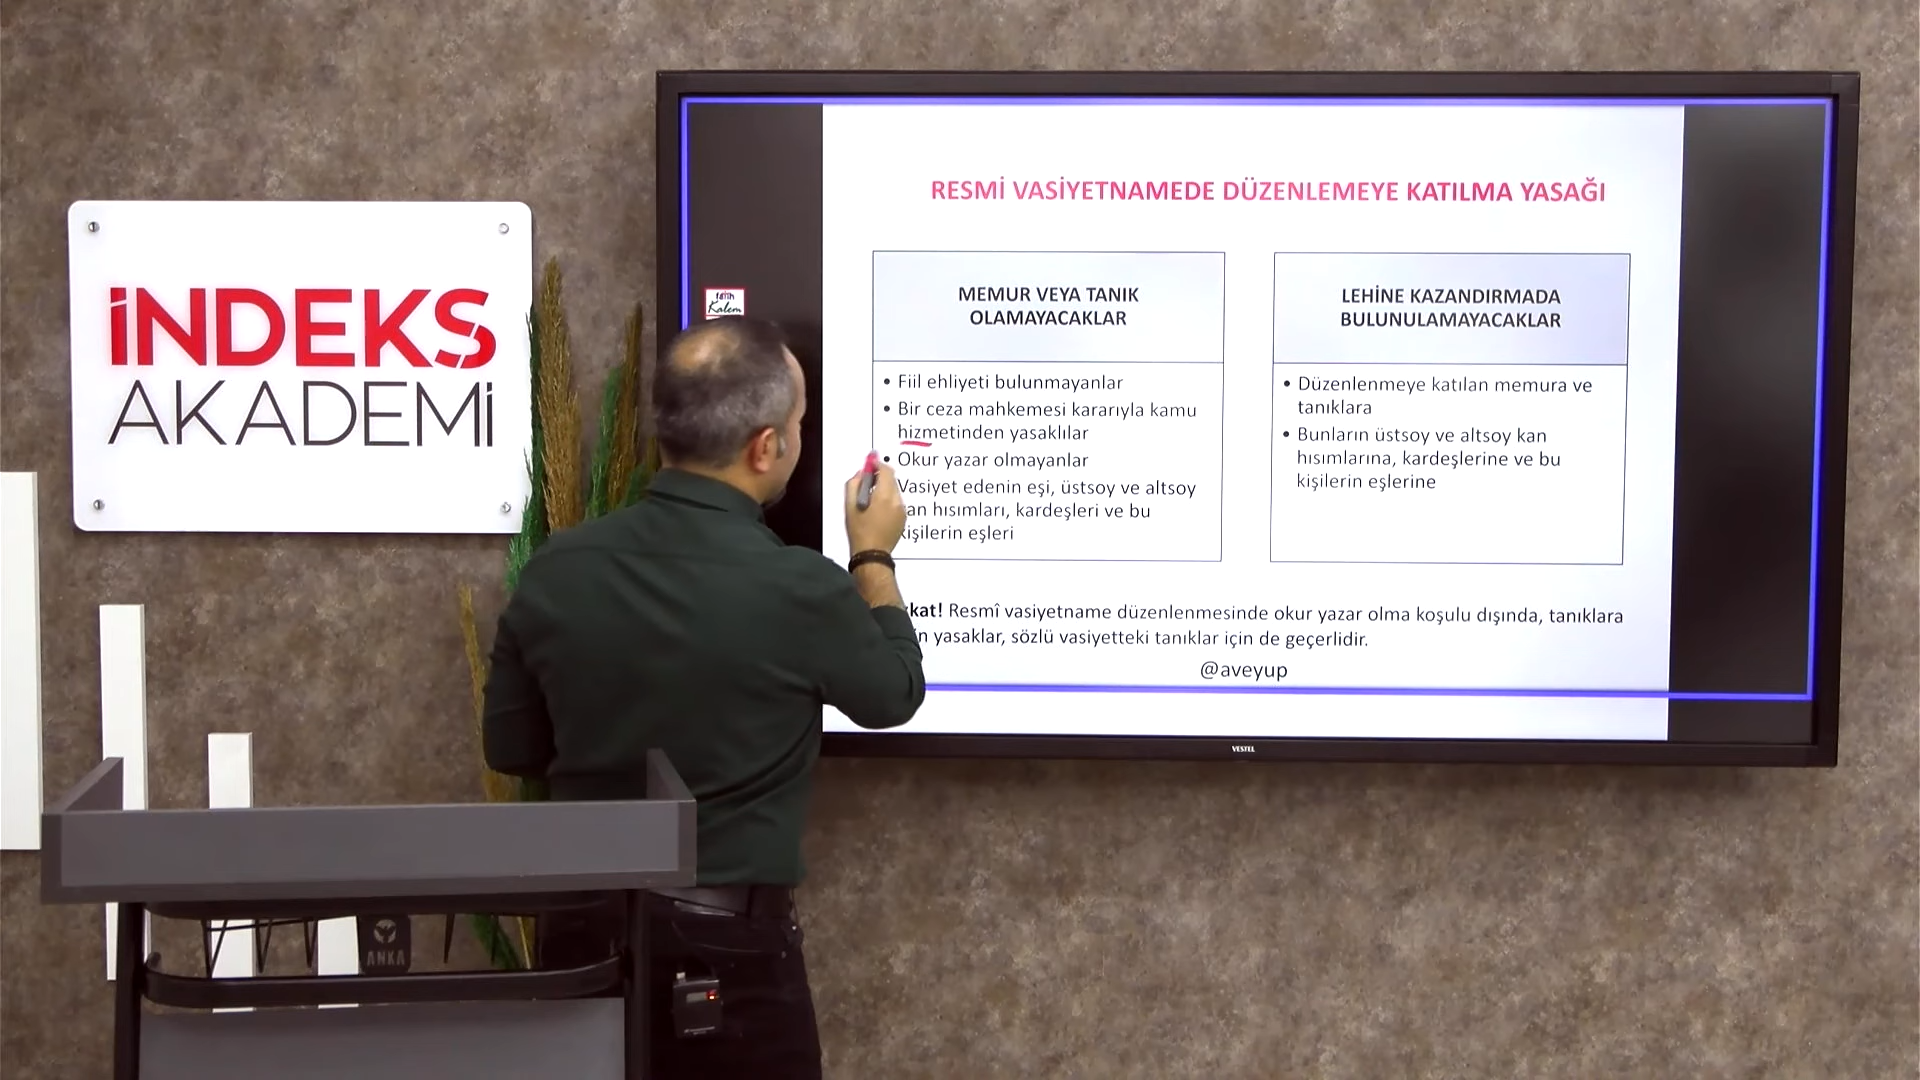 İNDEKS
AKADEMİ
fatih
Kalem
RESMİ VASİYETNAMEDE DÜZENLEMEYE KATILMA YASAĞI
MEMUR VEYA TANIK
OLAMAYACAKLAR
• Fiil ehliyeti bulunmayanlar
• Bir ceza mahkemesi kararıyla kamu
hizmetinden yasaklılar
• Okur yazar olmayanlar
Vasiyet edenin eşi, üstsoy ve altsoy
an hısımları, kardeşleri ve bu
kişilerin eşleri
LEHİNE KAZANDIRMADA
BULUNULAMAYACAKLAR
• Düzenlenmeye katılan memura ve
tanıklara
• Bunların üstsoy ve altsoy kan
hısımlarına, kardeşlerine ve bu
kişilerin eşlerine
kat! Resmî vasiyetname düzenlenmesinde okur yazar olma koşulu dışında, tanıklara
n yasaklar, sözlü vasiyetteki tanıklar için de geçerlidir.
@aveyup
VESTEL
ANKA